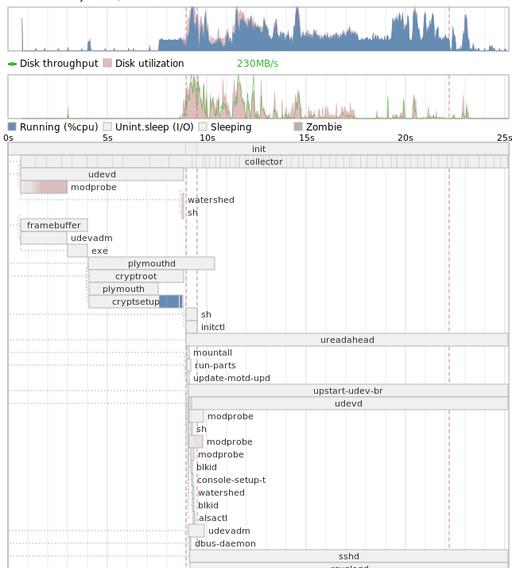 Disk throughput Disk utilization 230MB/s
Running (%cpu) Unint.sleep (I/O) Sleeping Zombie
0s 5s 10s 15s 20s 25s
init
collector
udevd
modprobe
watershed
sh
framebuffer
udevadm
exe
plymouthd
cryptroot
plymouth
cryptsetup
sh
initctl
ureadahead
mountall
run-parts
update-motd-upd
upstart-udev-br
udevd
modprobe
sh
modprobe
modprobe
blkid
console-setup-t
watershed
blkid
alsactl
udevadm
dbus-daemon
sshd